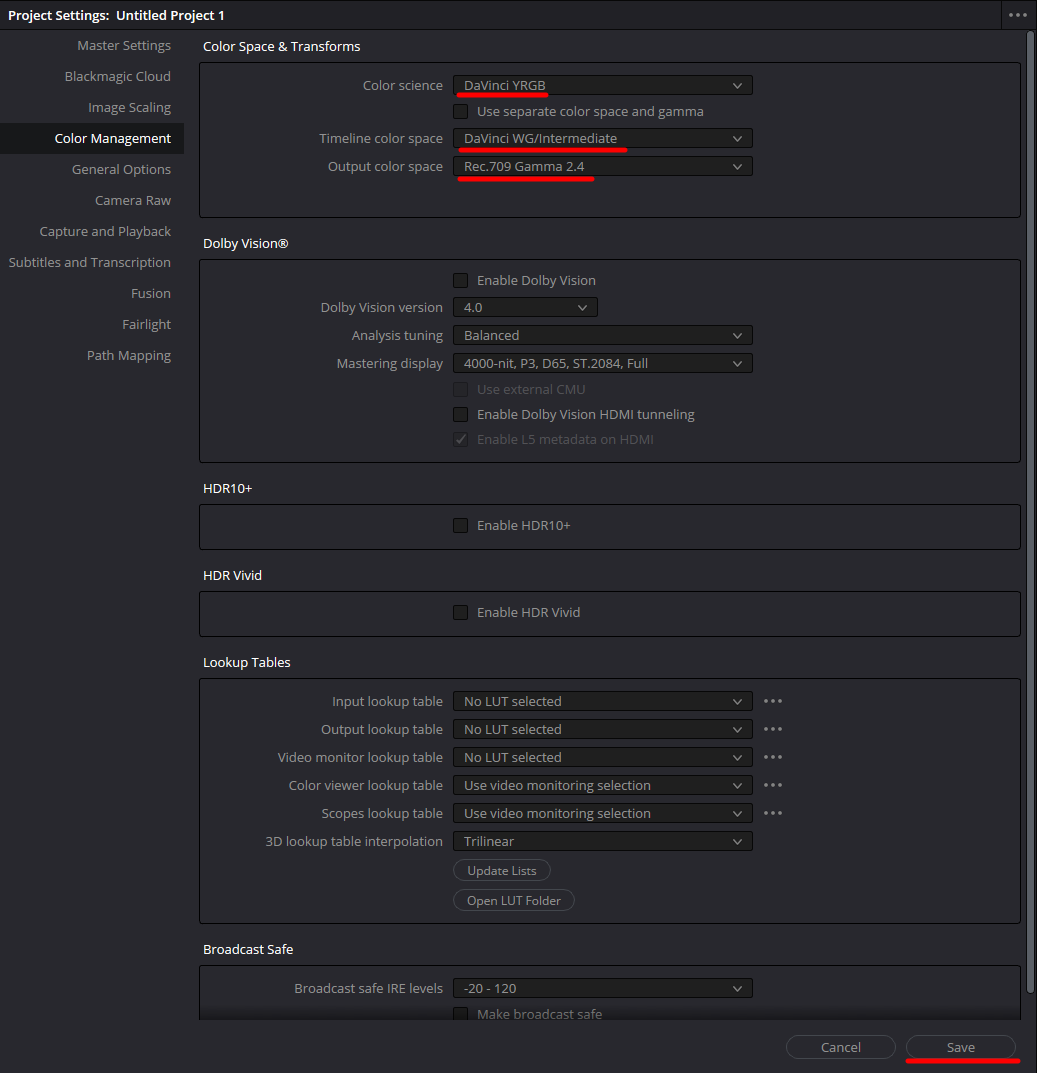 Project Settings: Untitled Project 1
Master Settings
Blackmagic Cloud
Image Scaling
Color Management
General Options
Camera Raw
Capture and Playback
Subtitles and Transcription
Fusion
Fairlight
Path Mapping
Color Space & Transforms
Color science DaVinci YRGB
Use separate color space and gamma
Timeline color space DaVinci WG/Intermediate
Output color space Rec.709 Gamma 2.4
Dolby Vision®
Enable Dolby Vision
Dolby Vision version 4.0
Analysis tuning Balanced
Mastering display 4000-nit, P3, D65, ST.2084, Full
Use external CMU
Enable Dolby Vision HDMI tunneling
Enable L5 metadata on HDMI
HDR10+
Enable HDR10+
HDR Vivid
Enable HDR Vivid
Lookup Tables
Input lookup table No LUT selected
Output lookup table No LUT selected
Video monitor lookup table No LUT selected
Color viewer lookup table Use video monitoring selection
Scopes lookup table Use video monitoring selection
3D lookup table interpolation Trilinear
Update Lists
Open LUT Folder
Broadcast Safe
Broadcast safe IRE levels -20 - 120
Make broadcast safe
Cancel Save